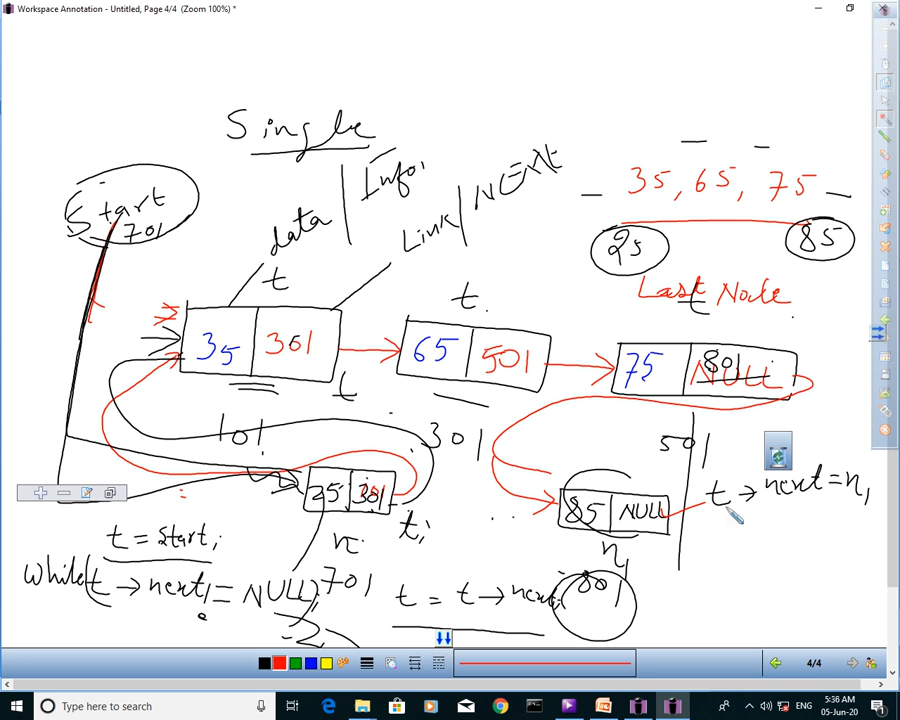 Workspace Annotation - Untitled, Page 4/4 (Zoom 100%) *
Single
Start
701
data
Info.
Link
NEXT
35, 65, 75
25
85
Last Node
t
t
35
301
65
501
75
NULL
801
t
101
301
501
25
n
t;
85
NULL
n1
801
t → next = n1
t = Start;
while(t → next != NULL)
701
t = t → next;
4/4
Type here to search
5:36 AM
05-Jun-20